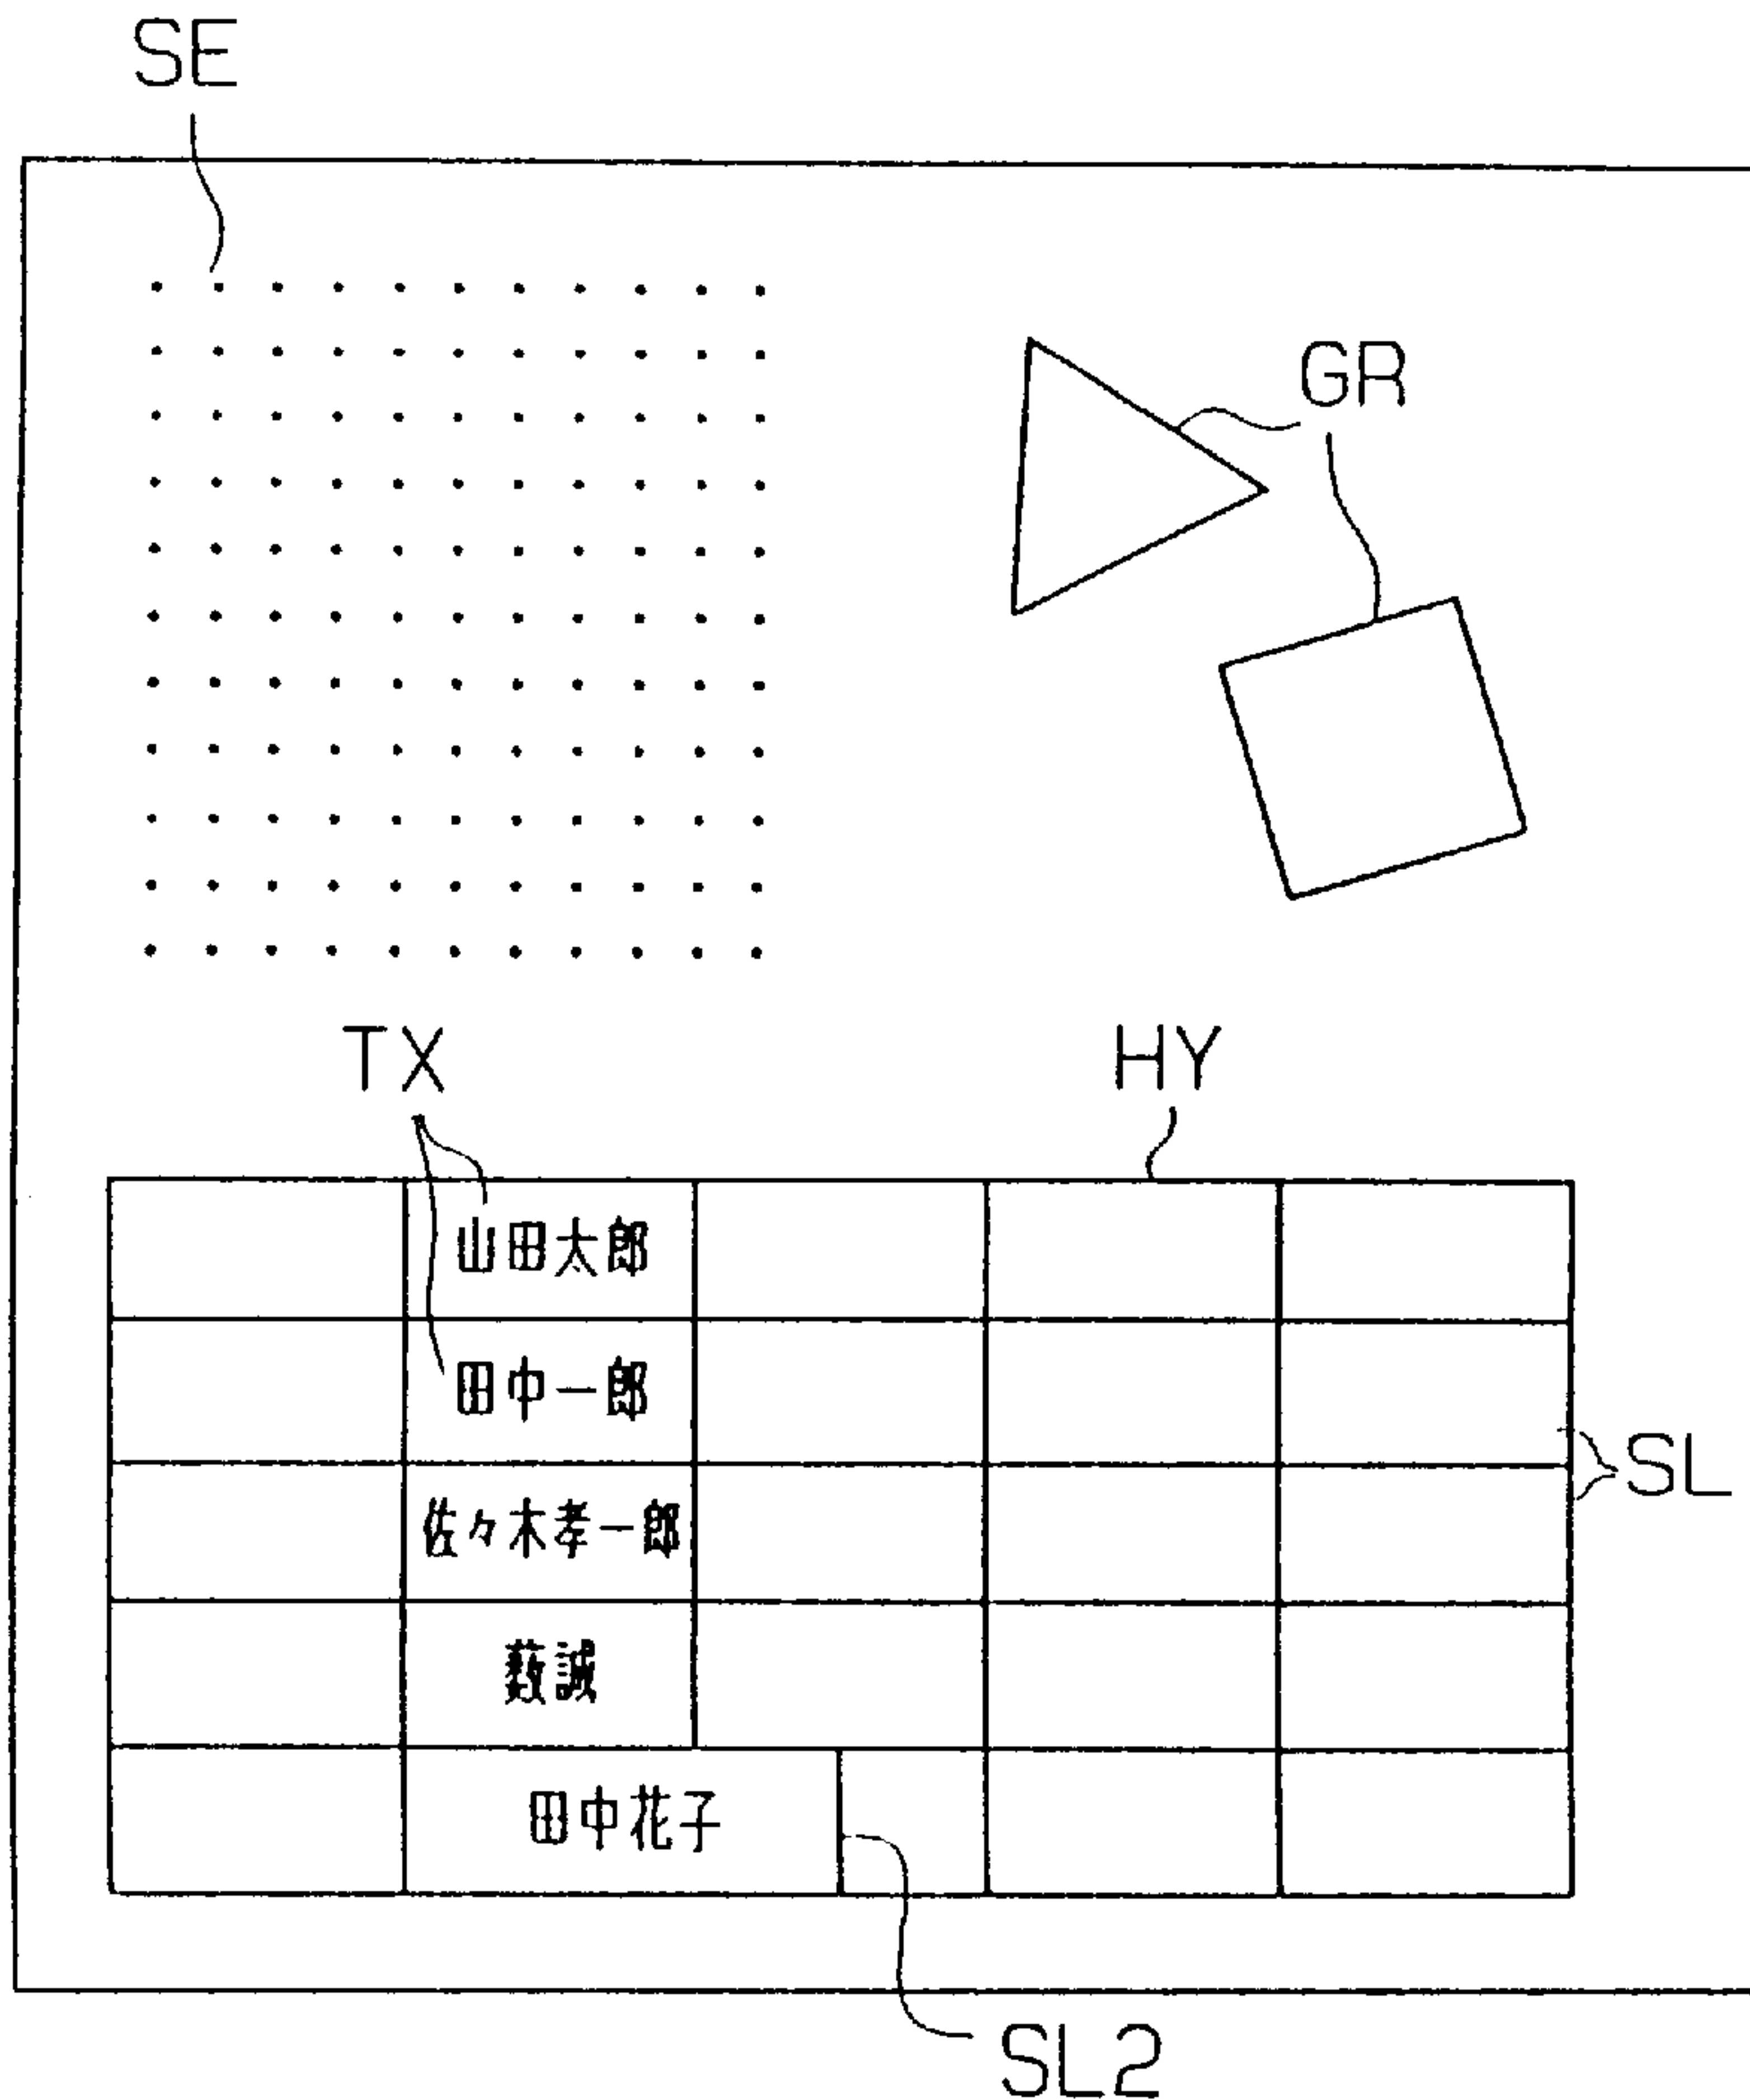 SE
GR
TX HY
山田太郎
田中一郎
SL
佐々木孝一郎
薮誠
田中花子
SL2